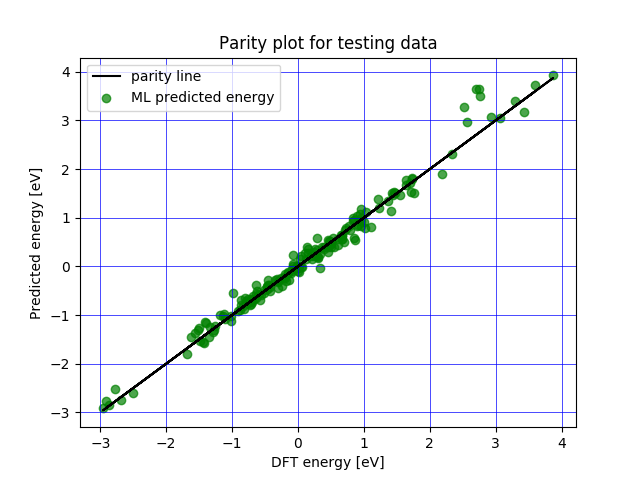 Parity plot for testing data
parity line
ML predicted energy
4
3
2
1
0
−1
−2
−3
Predicted energy [eV]
−3 −2 −1 0 1 2 3 4
DFT energy [eV]